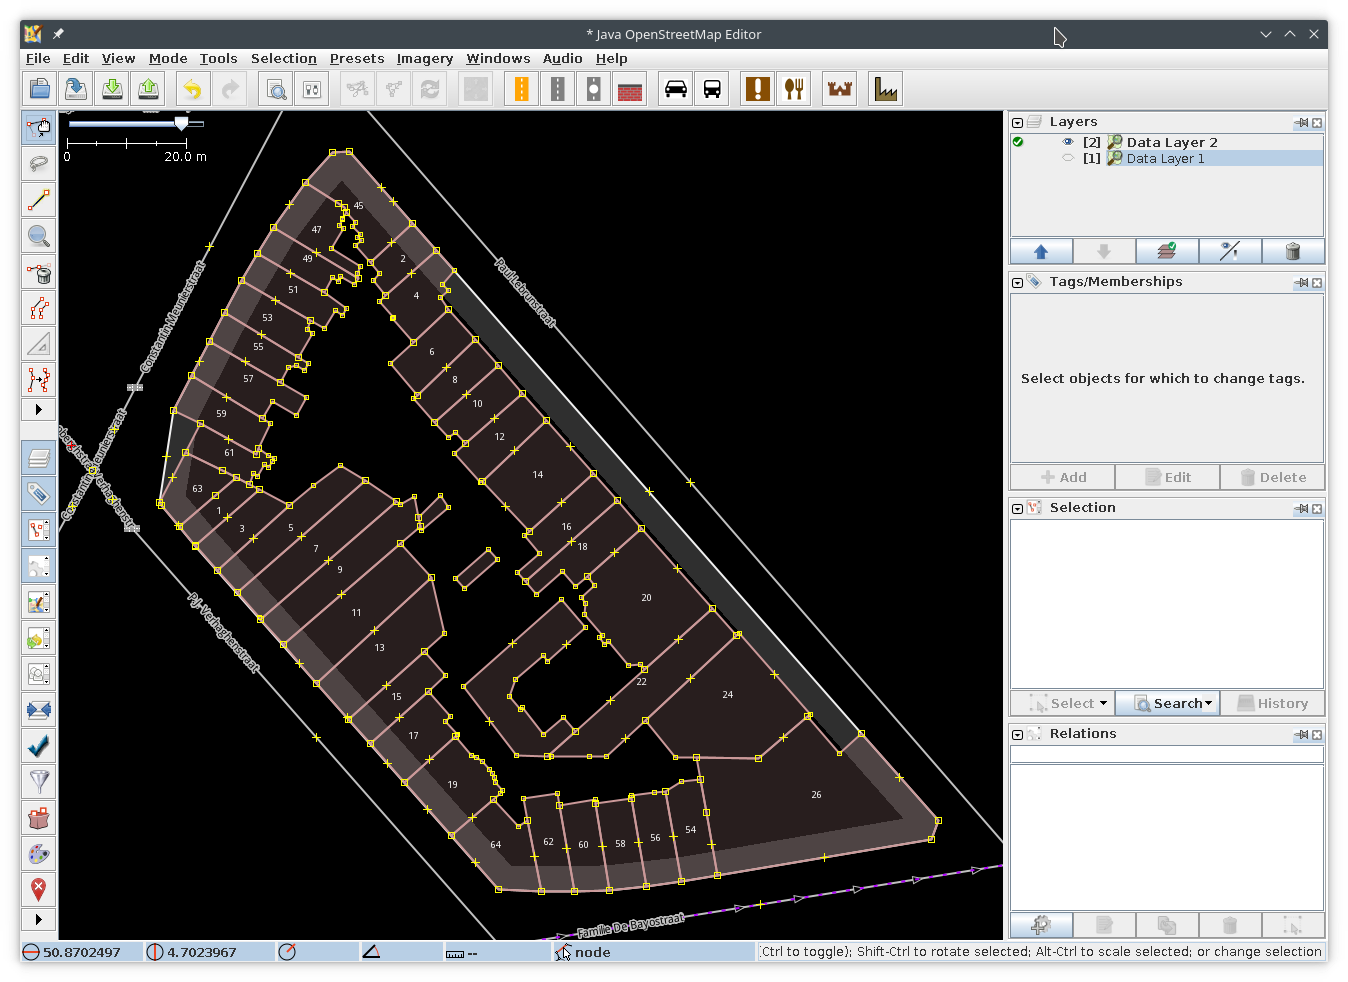 * Java OpenStreetMap Editor
File Edit View Mode Tools Selection Presets Imagery Windows Audio Help
0 20.0 m
Constantin Meunierstraat
Constantin Meunierstraat
Paul Lebrunstraat
P.J. Verhaghenstraat
Famille De Bayostraat
45
47
2
49
51
4
53
55
6
57
8
10
59
12
61
14
63
1
3
5
16
7
18
9
20
11
13
22
15
24
17
19
26
64
62
60
58
56
54
Layers
[2] Data Layer 2
[1] Data Layer 1
Tags/Memberships
Select objects for which to change tags.
Add Edit Delete
Selection
Select Search History
Relations
50.8702497 4.7023967 -- node
Ctrl to toggle); Shift-Ctrl to rotate selected; Alt-Ctrl to scale selected; or change selection